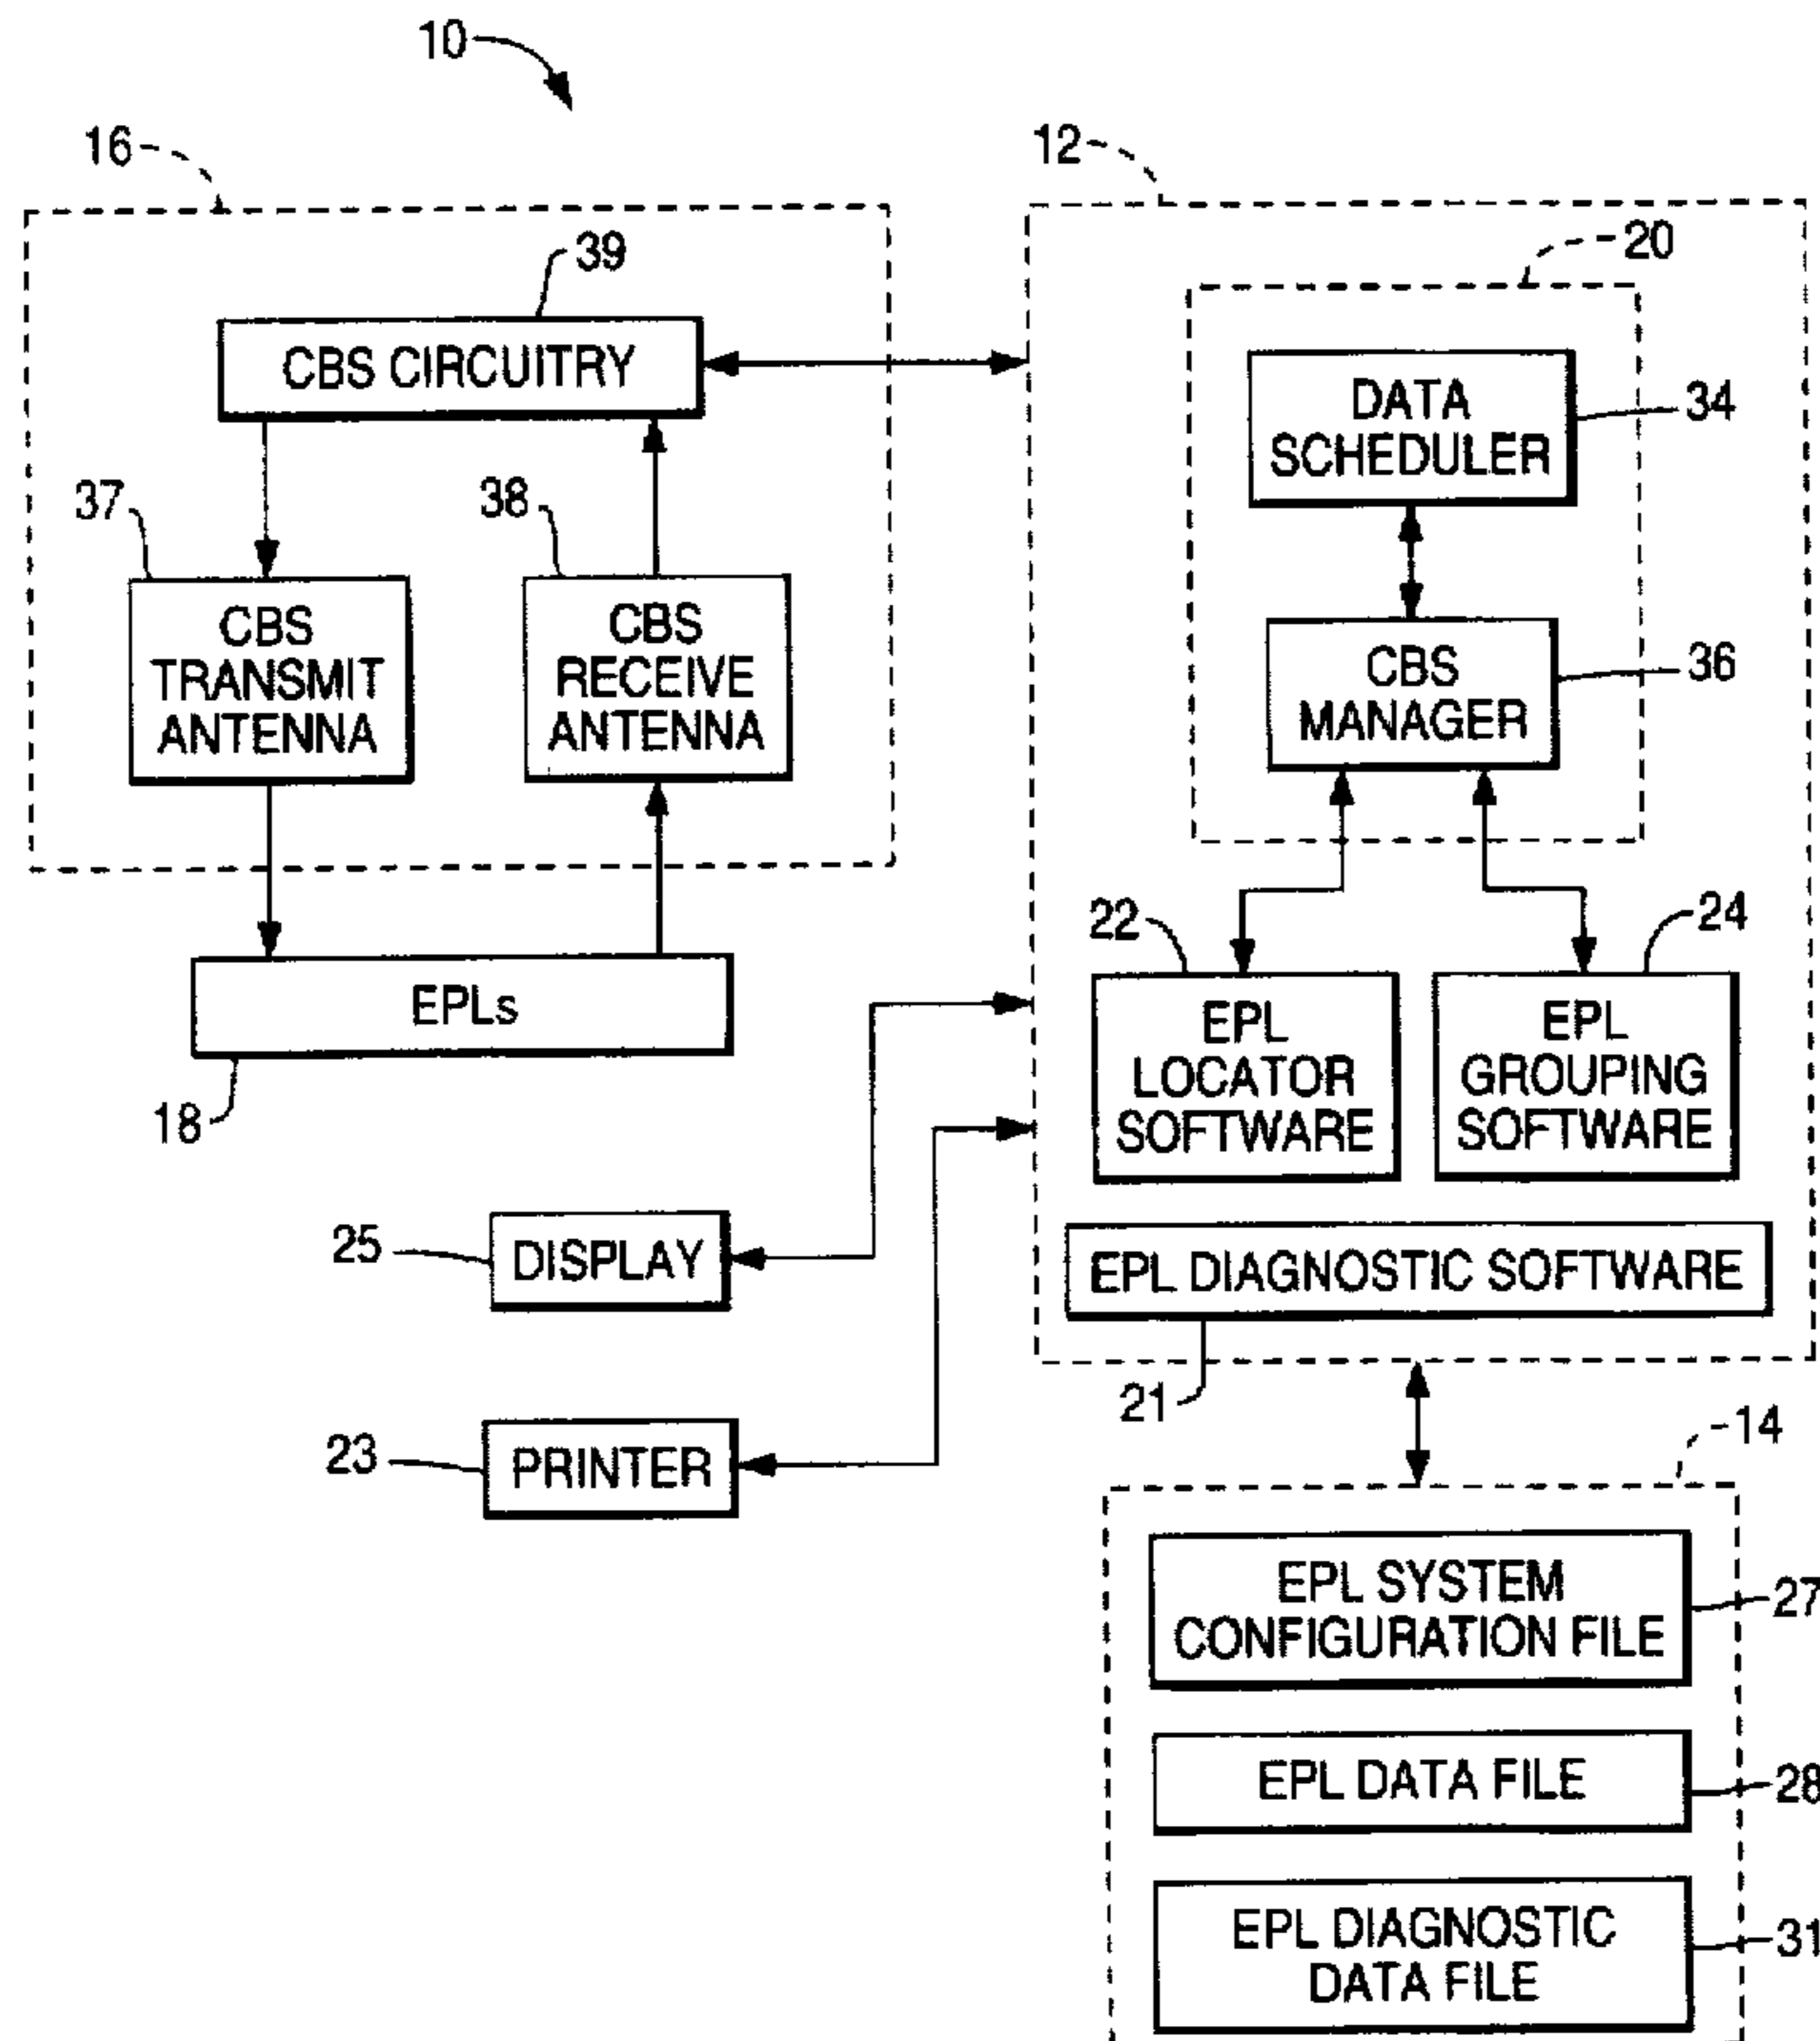 10
16
12
20
39
CBS CIRCUITRY
DATA
SCHEDULER
34
37
38
CBS
TRANSMIT
ANTENNA
CBS
RECEIVE
ANTENNA
CBS
MANAGER
36
22
24
EPLs
18
EPL
LOCATOR
SOFTWARE
EPL
GROUPING
SOFTWARE
25
DISPLAY
EPL DIAGNOSTIC SOFTWARE
21
23
PRINTER
14
EPL SYSTEM
CONFIGURATION FILE
27
EPL DATA FILE
28
EPL DIAGNOSTIC
DATA FILE
31